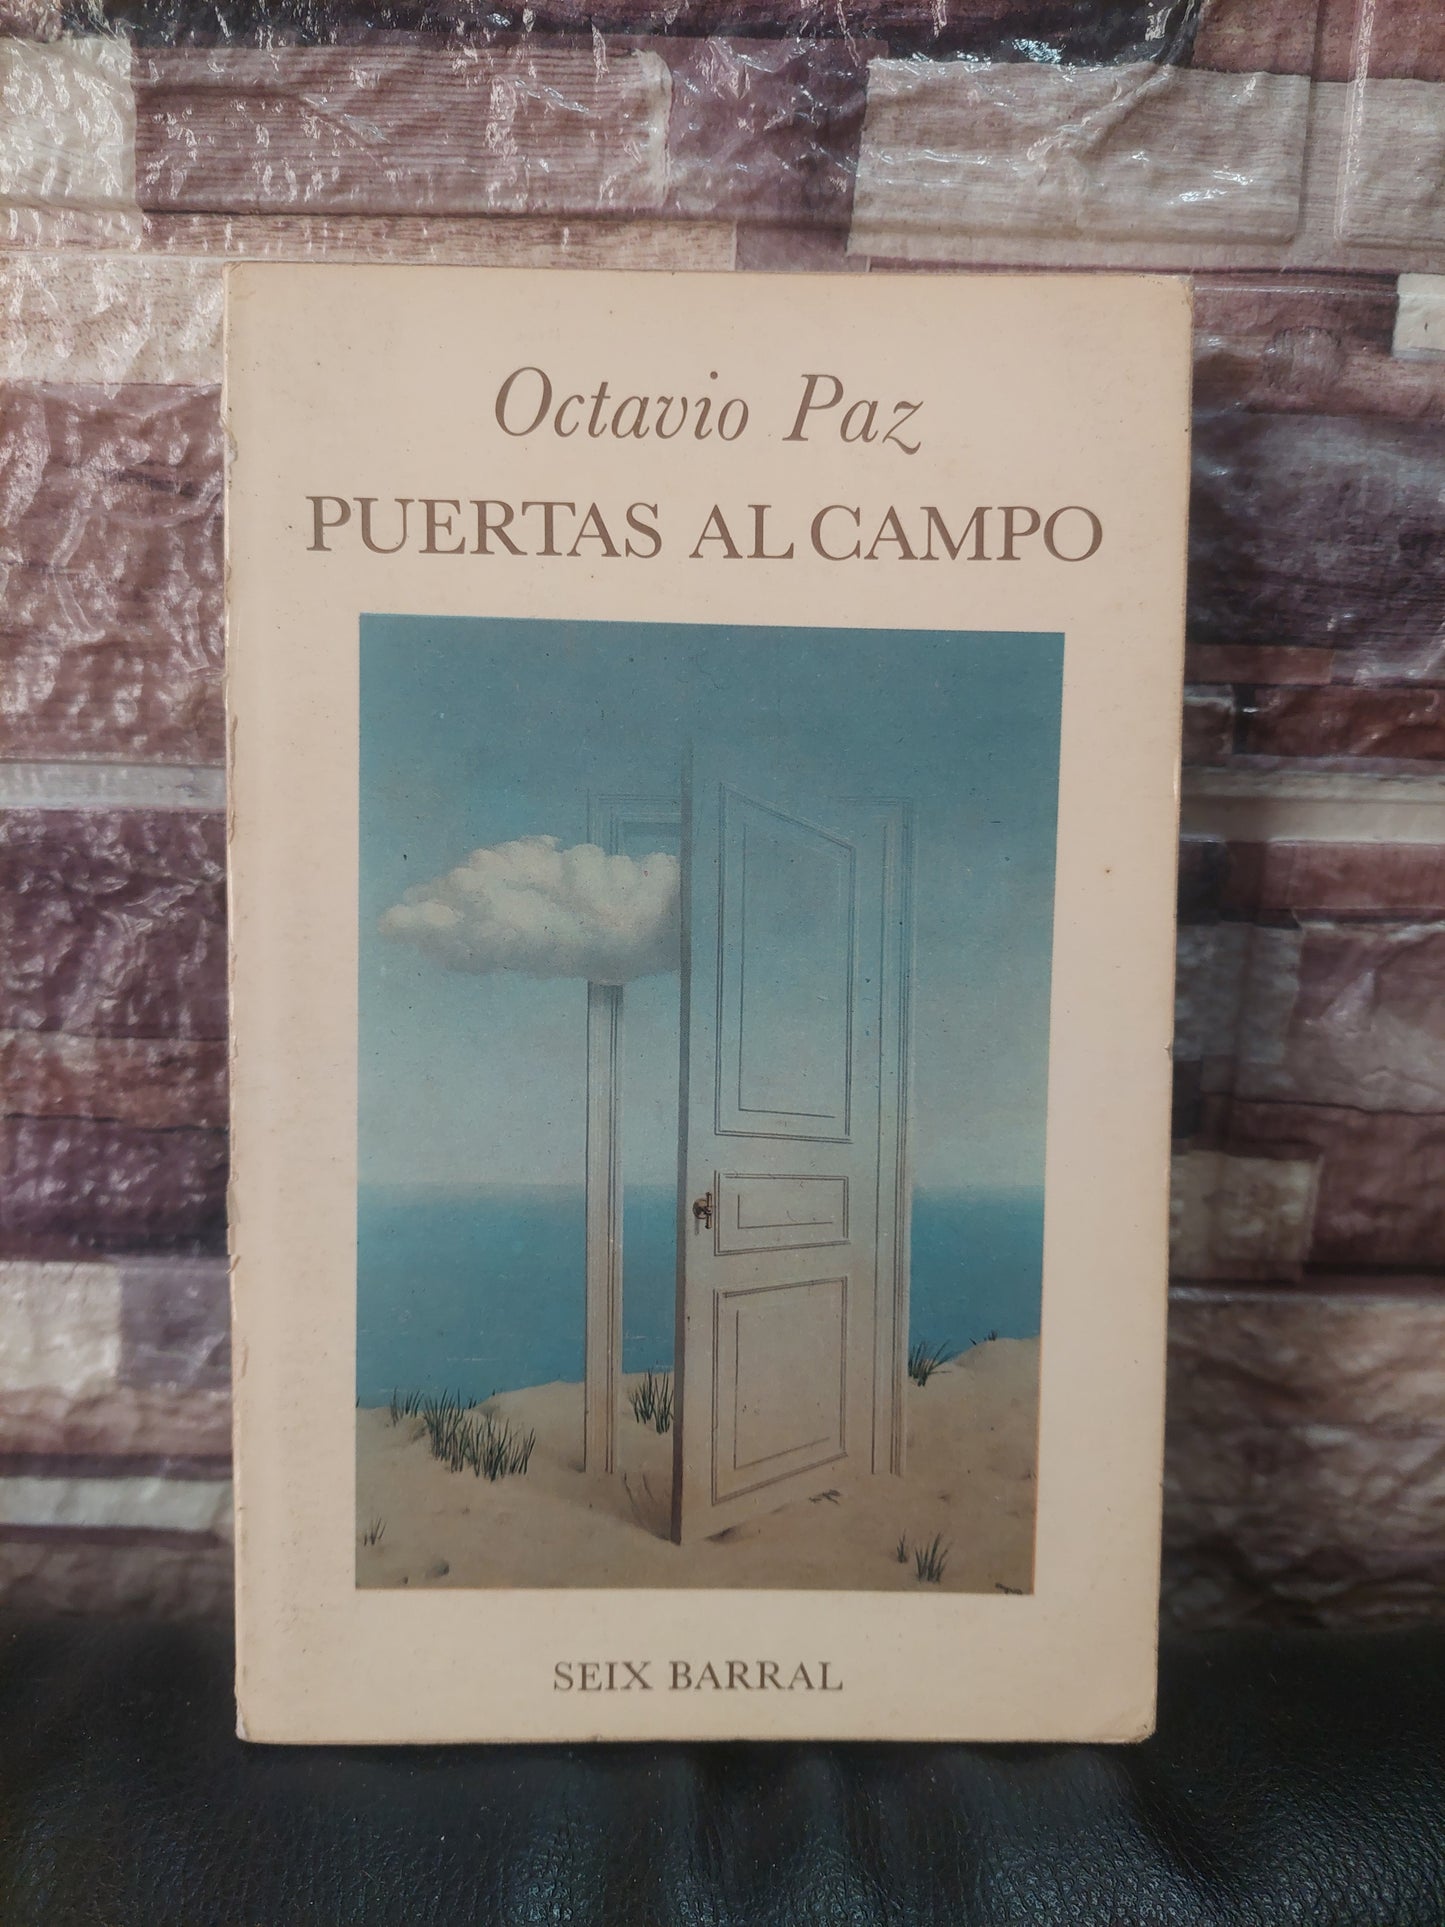 Octavio Paz
PUERTAS AL CAMPO
SEIX BARRAL